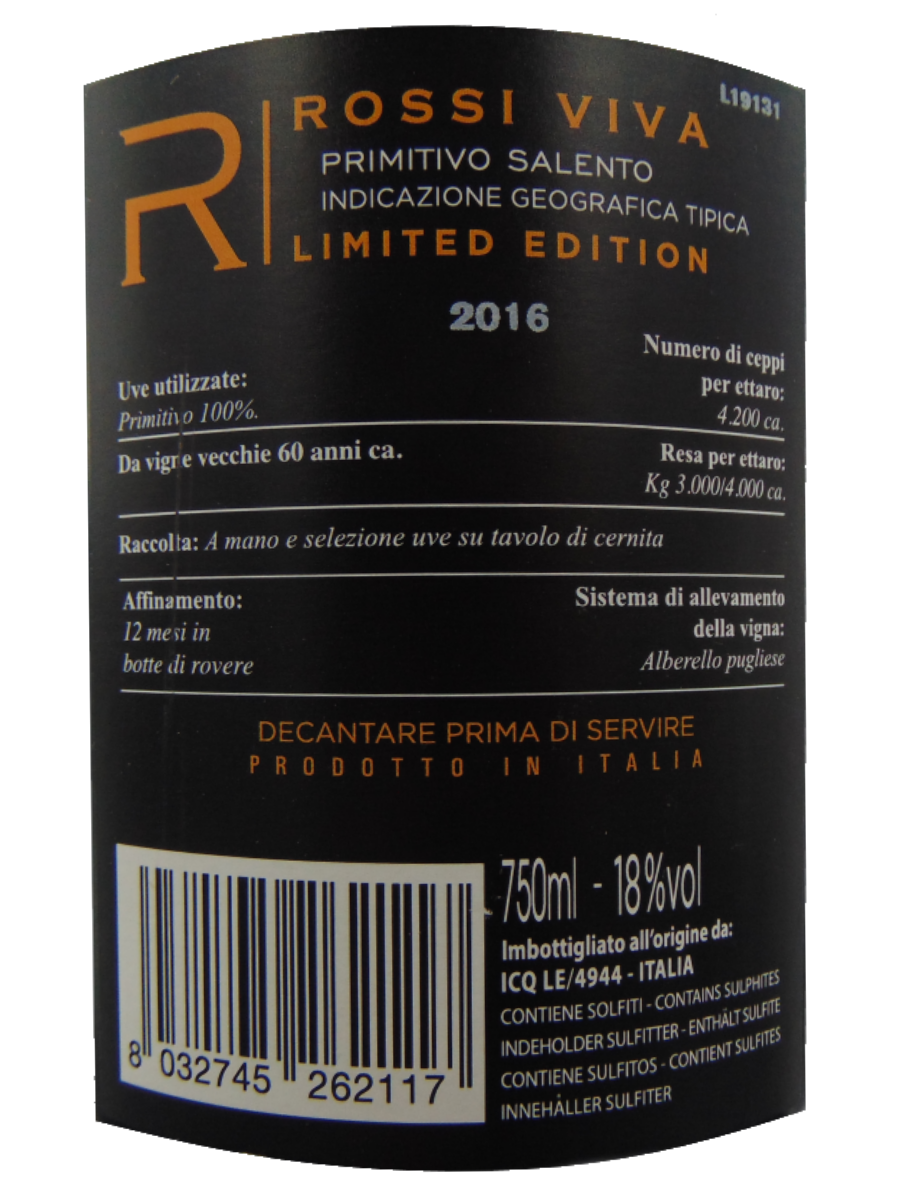 L19131
R
ROSSI VIVA
PRIMITIVO SALENTO
INDICAZIONE GEOGRAFICA TIPICA
LIMITED EDITION
2016
Uve utilizzate:
Primitivo 100%.
Numero di ceppi
per ettaro:
4.200 ca.
Da vigne vecchie 60 anni ca.
Resa per ettaro:
Kg 3.000/4.000 ca.
Raccolta: A mano e selezione uve su tavolo di cernita
Affinamento:
12 mesi in
botte di rovere
Sistema di allevamento
della vigna:
Alberello pugliese
DECANTARE PRIMA DI SERVIRE
PRODOTTO IN ITALIA
8 032745 262117
750ml - 18%vol
Imbottigliato all'origine da:
ICQ LE/4944 - ITALIA
CONTIENE SOLFITI - CONTAINS SULPHITES
INDEHOLDER SULFITTER - ENTHÄLT SULFITE
CONTIENE SULFITOS - CONTIENT SULFITES
INNEHÅLLER SULFITER